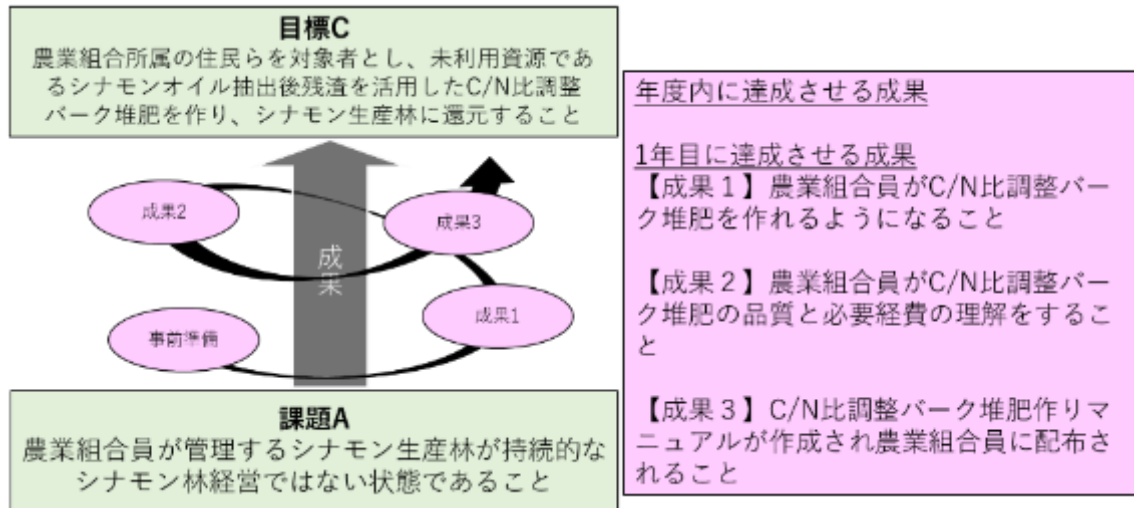 目標C
農業組合所属の住民らを対象者とし、未利用資源であ
るシナモンオイル抽出後残渣を活用したC/N比調整
バーク堆肥を作り、シナモン生産林に還元すること
成果2
成果3
成果
成果1
事前準備
課題A
農業組合員が管理するシナモン生産林が持続的な
シナモン林経営ではない状態であること
年度内に達成させる成果
1年目に達成させる成果
【成果１】農業組合員がC/N比調整バー
ク堆肥を作れるようになること
【成果２】農業組合員がC/N比調整バー
ク堆肥の品質と必要経費の理解をするこ
と
【成果３】C/N比調整バーク堆肥作りマ
ニュアルが作成され農業組合員に配布さ
れること